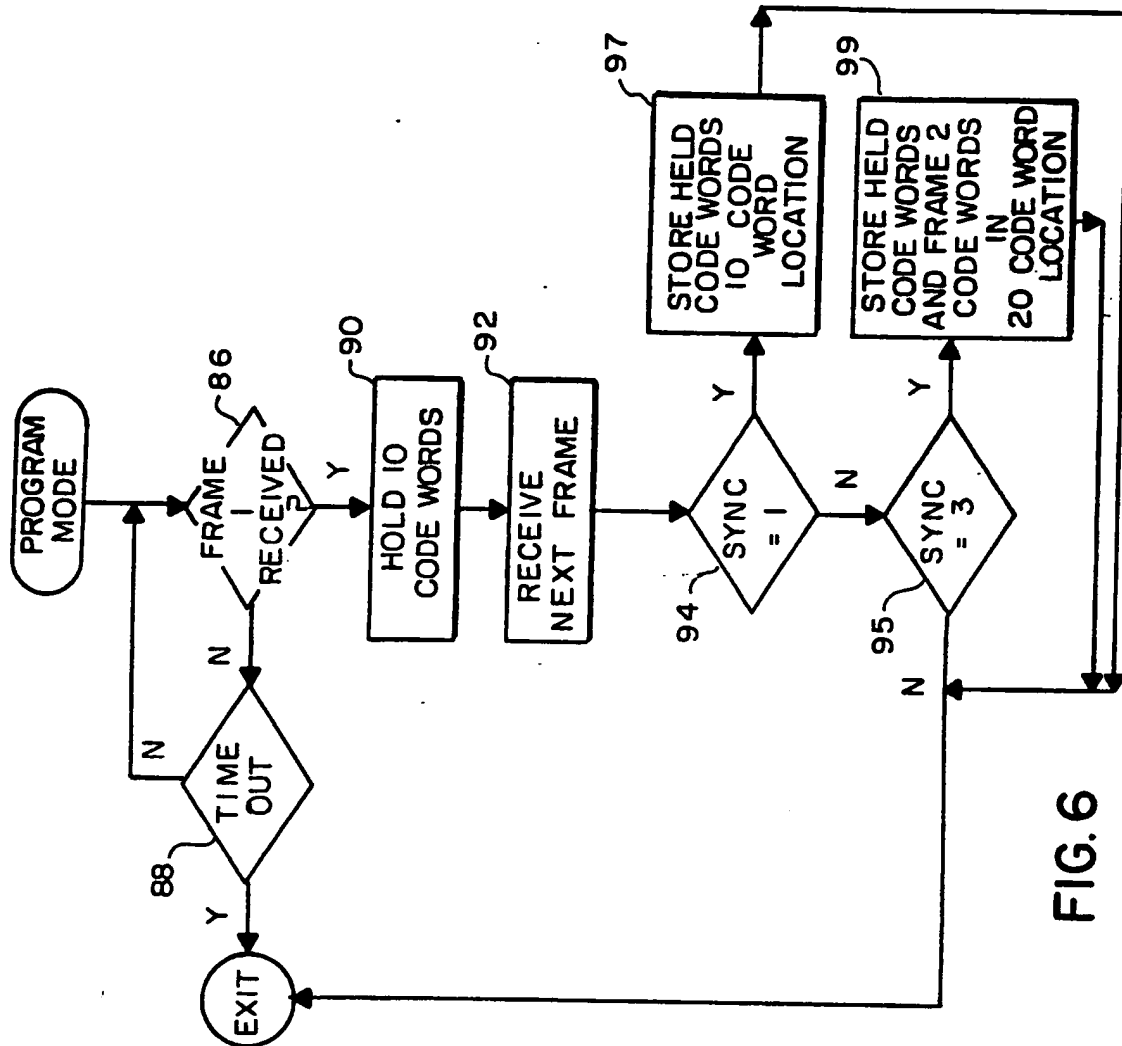 PROGRAM
MODE
FRAME
1
RECEIVED
?
86
N
Y
TIME
OUT
88
N
Y
EXIT
HOLD 10
CODE WORDS
90
RECEIVE
NEXT FRAME
92
SYNC
= 1
94
Y
N
STORE HELD
CODE WORDS
10 CODE
WORD
LOCATION
97
SYNC
= 3
95
Y
N
STORE HELD
CODE WORDS
AND FRAME 2
CODE WORDS
IN
20 CODE WORD
LOCATION
99
FIG. 6